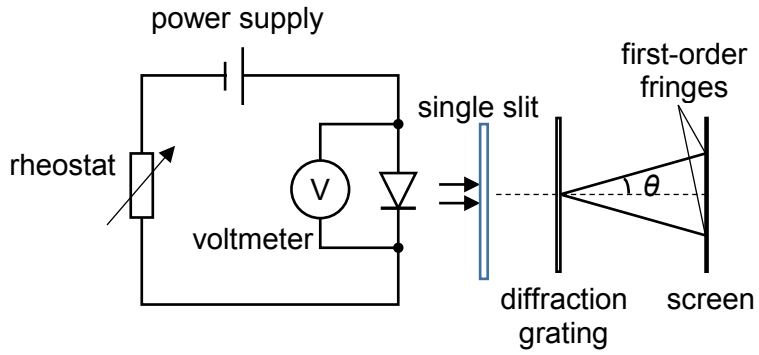 power supply
first-order
fringes
single slit
rheostat
V
θ
voltmeter
diffraction
grating
screen